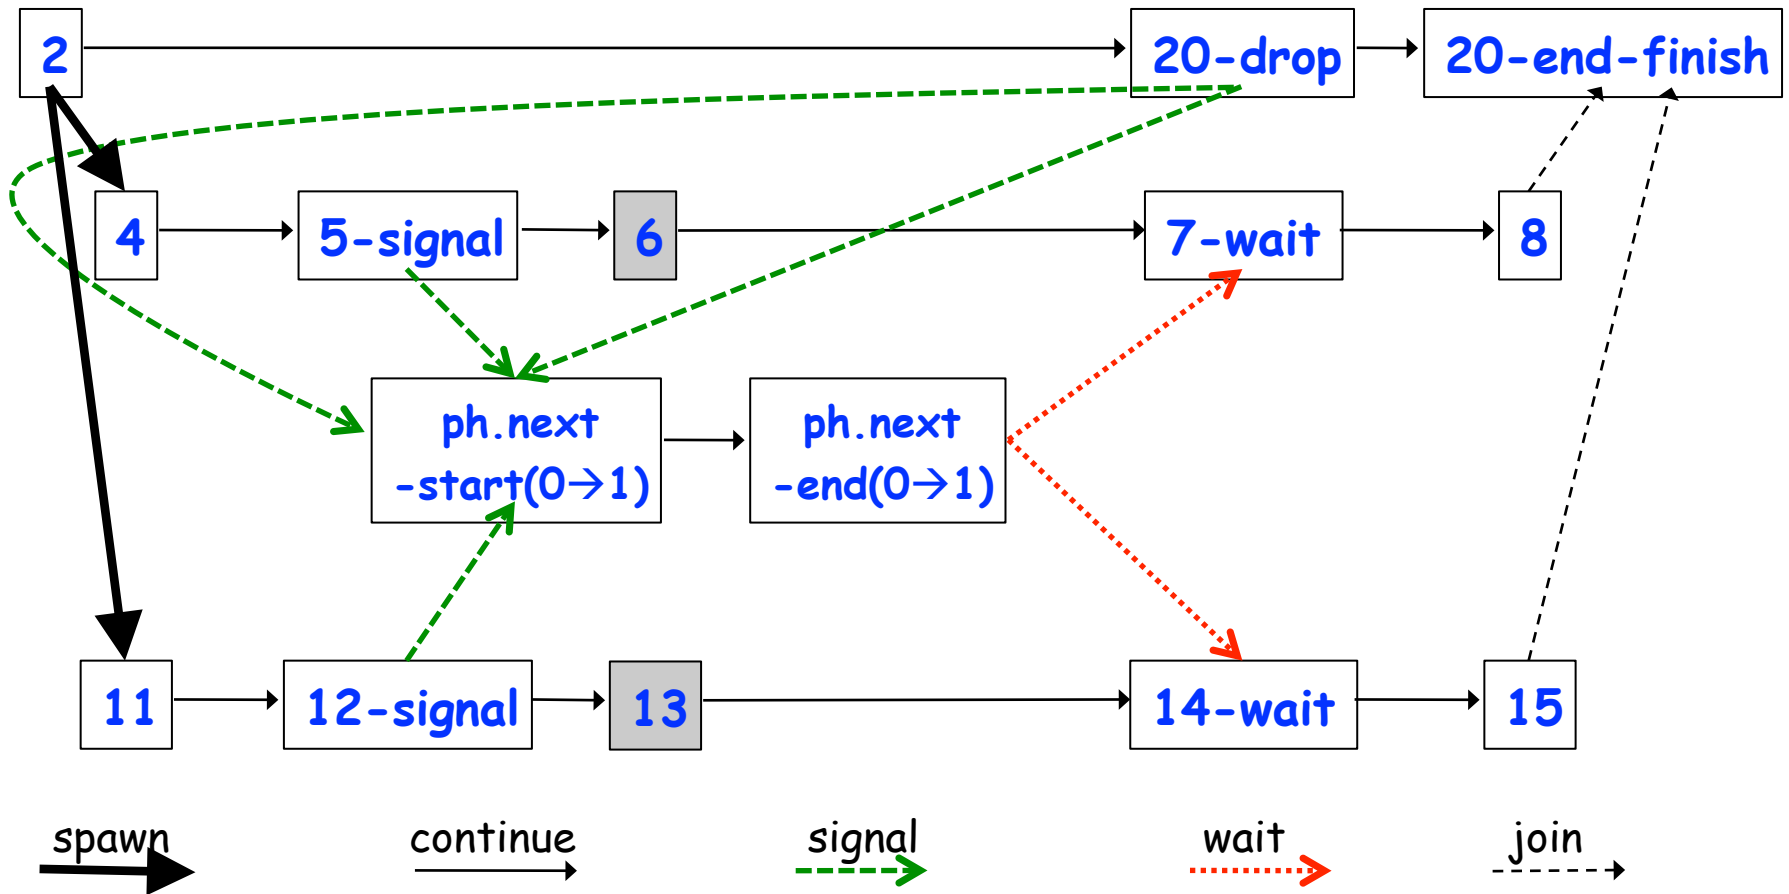 2
20-drop
20-end-finish
4
5-signal
6
7-wait
8
ph.next
-start(0→1)
ph.next
-end(0→1)
11
12-signal
13
14-wait
15
spawn
continue
signal
wait
join